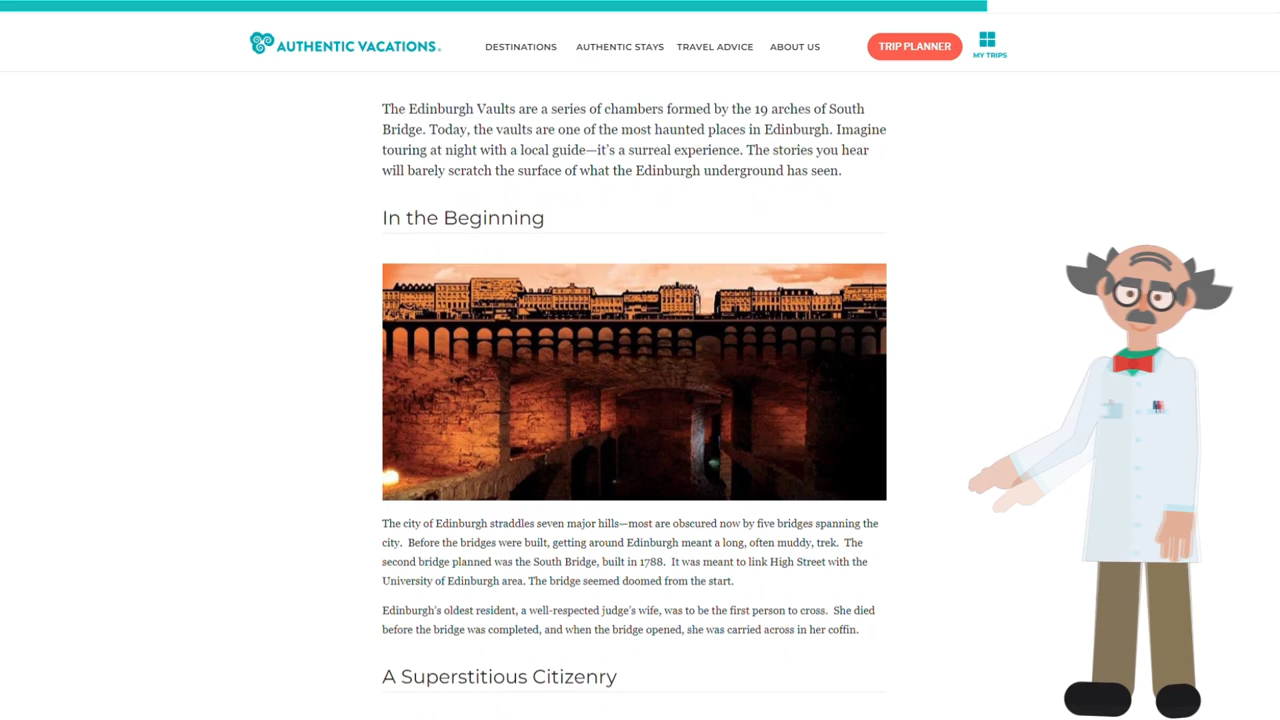 AUTHENTIC VACATIONS
DESTINATIONS
AUTHENTIC STAYS
TRAVEL ADVICE
ABOUT US
TRIP PLANNER
MY TRIPS
The Edinburgh Vaults are a series of chambers formed by the 19 arches of South
Bridge. Today, the vaults are one of the most haunted places in Edinburgh. Imagine
touring at night with a local guide—it's a surreal experience. The stories you hear
will barely scratch the surface of what the Edinburgh underground has seen.
In the Beginning
The city of Edinburgh straddles seven major hills—most are obscured now by five bridges spanning the
city.  Before the bridges were built, getting around Edinburgh meant a long, often muddy, trek.  The
second bridge planned was the South Bridge, built in 1788.  It was meant to link High Street with the
University of Edinburgh area. The bridge seemed doomed from the start.
Edinburgh's oldest resident, a well-respected judge's wife, was to be the first person to cross.  She died
before the bridge was completed, and when the bridge opened, she was carried across in her coffin.
A Superstitious Citizenry